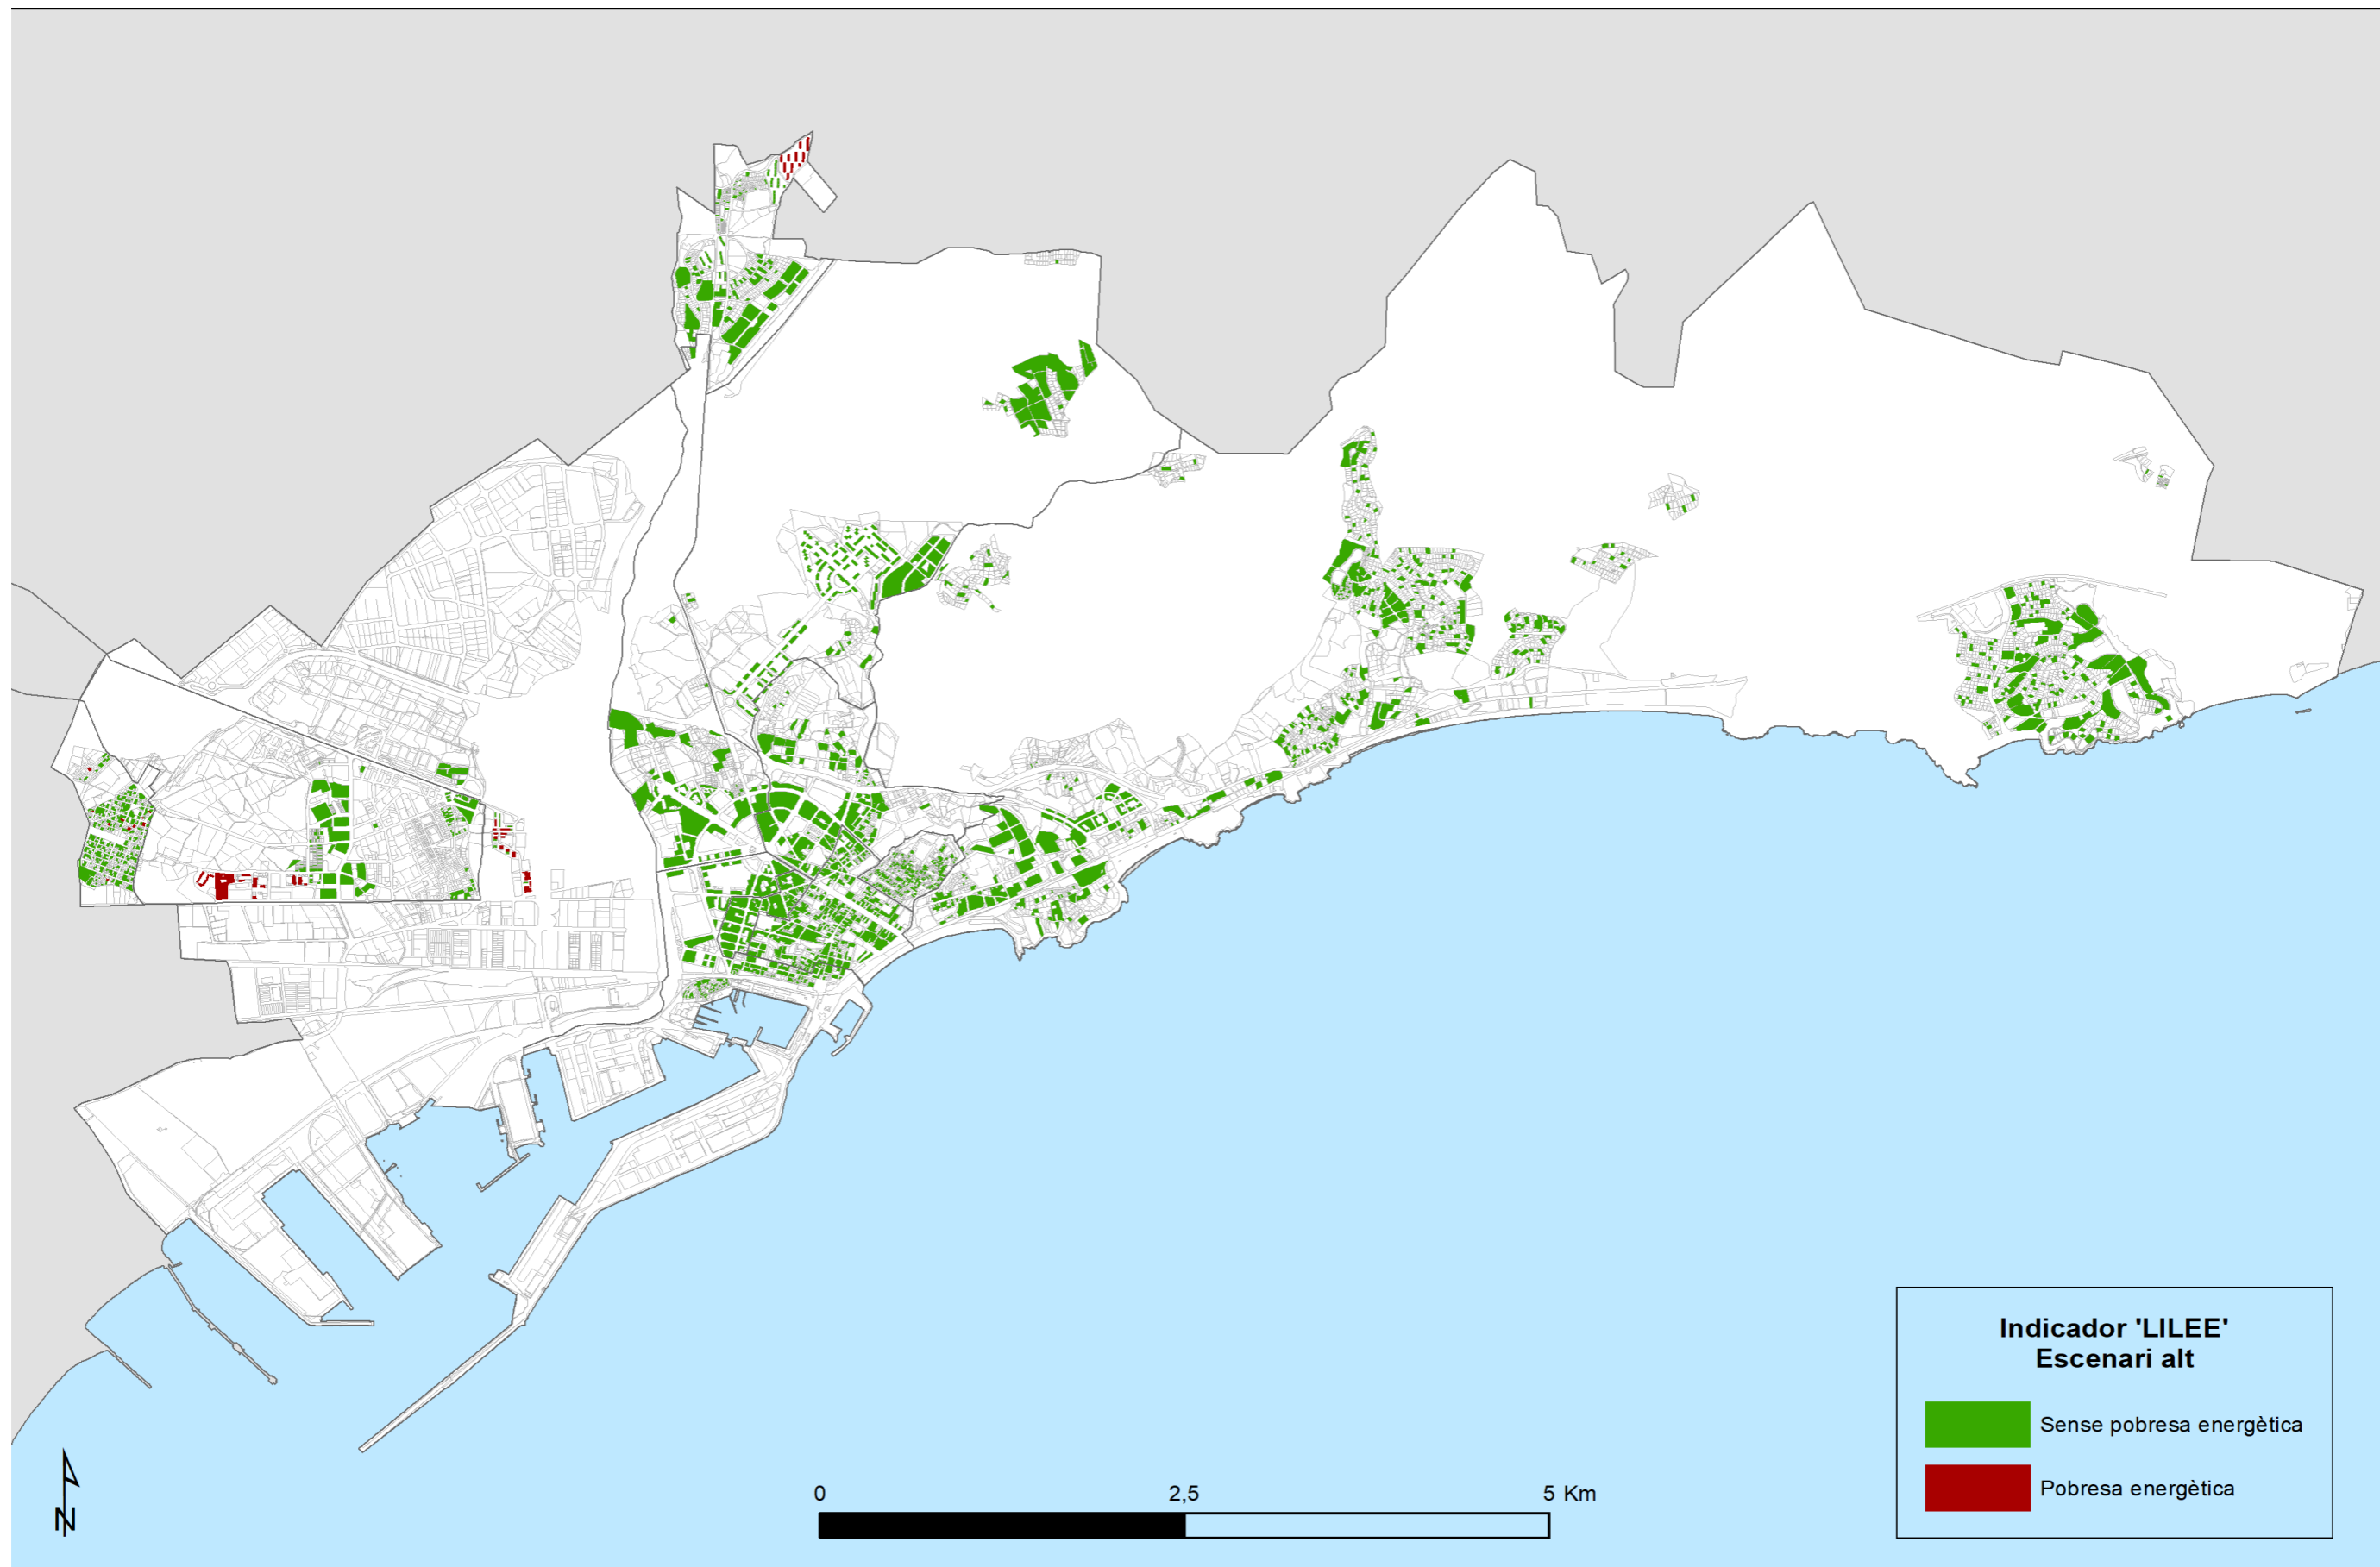 Indicador 'LILEE'
Escenari alt
Sense pobresa energètica
Pobresa energètica
0 2,5 5 Km
N